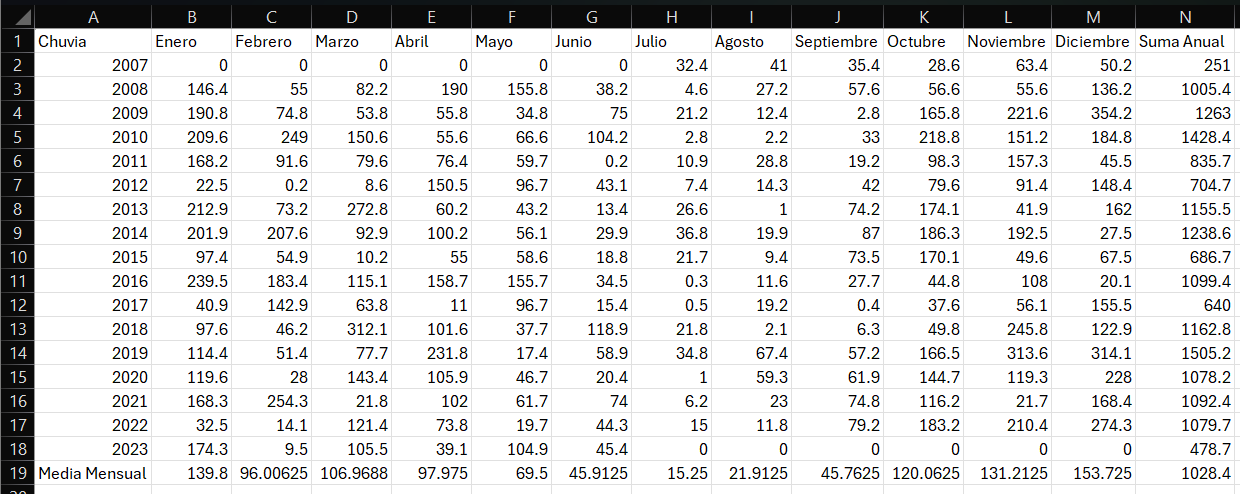 A B C D E F G H I J K L M N
1 Chuvia Enero Febrero Marzo Abril Mayo Junio Julio Agosto Septiembre Octubre Noviembre Diciembre Suma Anual
2 2007 0 0 0 0 0 0 32.4 41 35.4 28.6 63.4 50.2 251
3 2008 146.4 55 82.2 190 155.8 38.2 4.6 27.2 57.6 56.6 55.6 136.2 1005.4
4 2009 190.8 74.8 53.8 55.8 34.8 75 21.2 12.4 2.8 165.8 221.6 354.2 1263
5 2010 209.6 249 150.6 55.6 66.6 104.2 2.8 2.2 33 218.8 151.2 184.8 1428.4
6 2011 168.2 91.6 79.6 76.4 59.7 0.2 10.9 28.8 19.2 98.3 157.3 45.5 835.7
7 2012 22.5 0.2 8.6 150.5 96.7 43.1 7.4 14.3 42 79.6 91.4 148.4 704.7
8 2013 212.9 73.2 272.8 60.2 43.2 13.4 26.6 1 74.2 174.1 41.9 162 1155.5
9 2014 201.9 207.6 92.9 100.2 56.1 29.9 36.8 19.9 87 186.3 192.5 27.5 1238.6
10 2015 97.4 54.9 10.2 55 58.6 18.8 21.7 9.4 73.5 170.1 49.6 67.5 686.7
11 2016 239.5 183.4 115.1 158.7 155.7 34.5 0.3 11.6 27.7 44.8 108 20.1 1099.4
12 2017 40.9 142.9 63.8 11 96.7 15.4 0.5 19.2 0.4 37.6 56.1 155.5 640
13 2018 97.6 46.2 312.1 101.6 37.7 118.9 21.8 2.1 6.3 49.8 245.8 122.9 1162.8
14 2019 114.4 51.4 77.7 231.8 17.4 58.9 34.8 67.4 57.2 166.5 313.6 314.1 1505.2
15 2020 119.6 28 143.4 105.9 46.7 20.4 1 59.3 61.9 144.7 119.3 228 1078.2
16 2021 168.3 254.3 21.8 102 61.7 74 6.2 23 74.8 116.2 21.7 168.4 1092.4
17 2022 32.5 14.1 121.4 73.8 19.7 44.3 15 11.8 79.2 183.2 210.4 274.3 1079.7
18 2023 174.3 9.5 105.5 39.1 104.9 45.4 0 0 0 0 0 0 478.7
19 Media Mensual 139.8 96.00625 106.9688 97.975 69.5 45.9125 15.25 21.9125 45.7625 120.0625 131.2125 153.725 1028.4